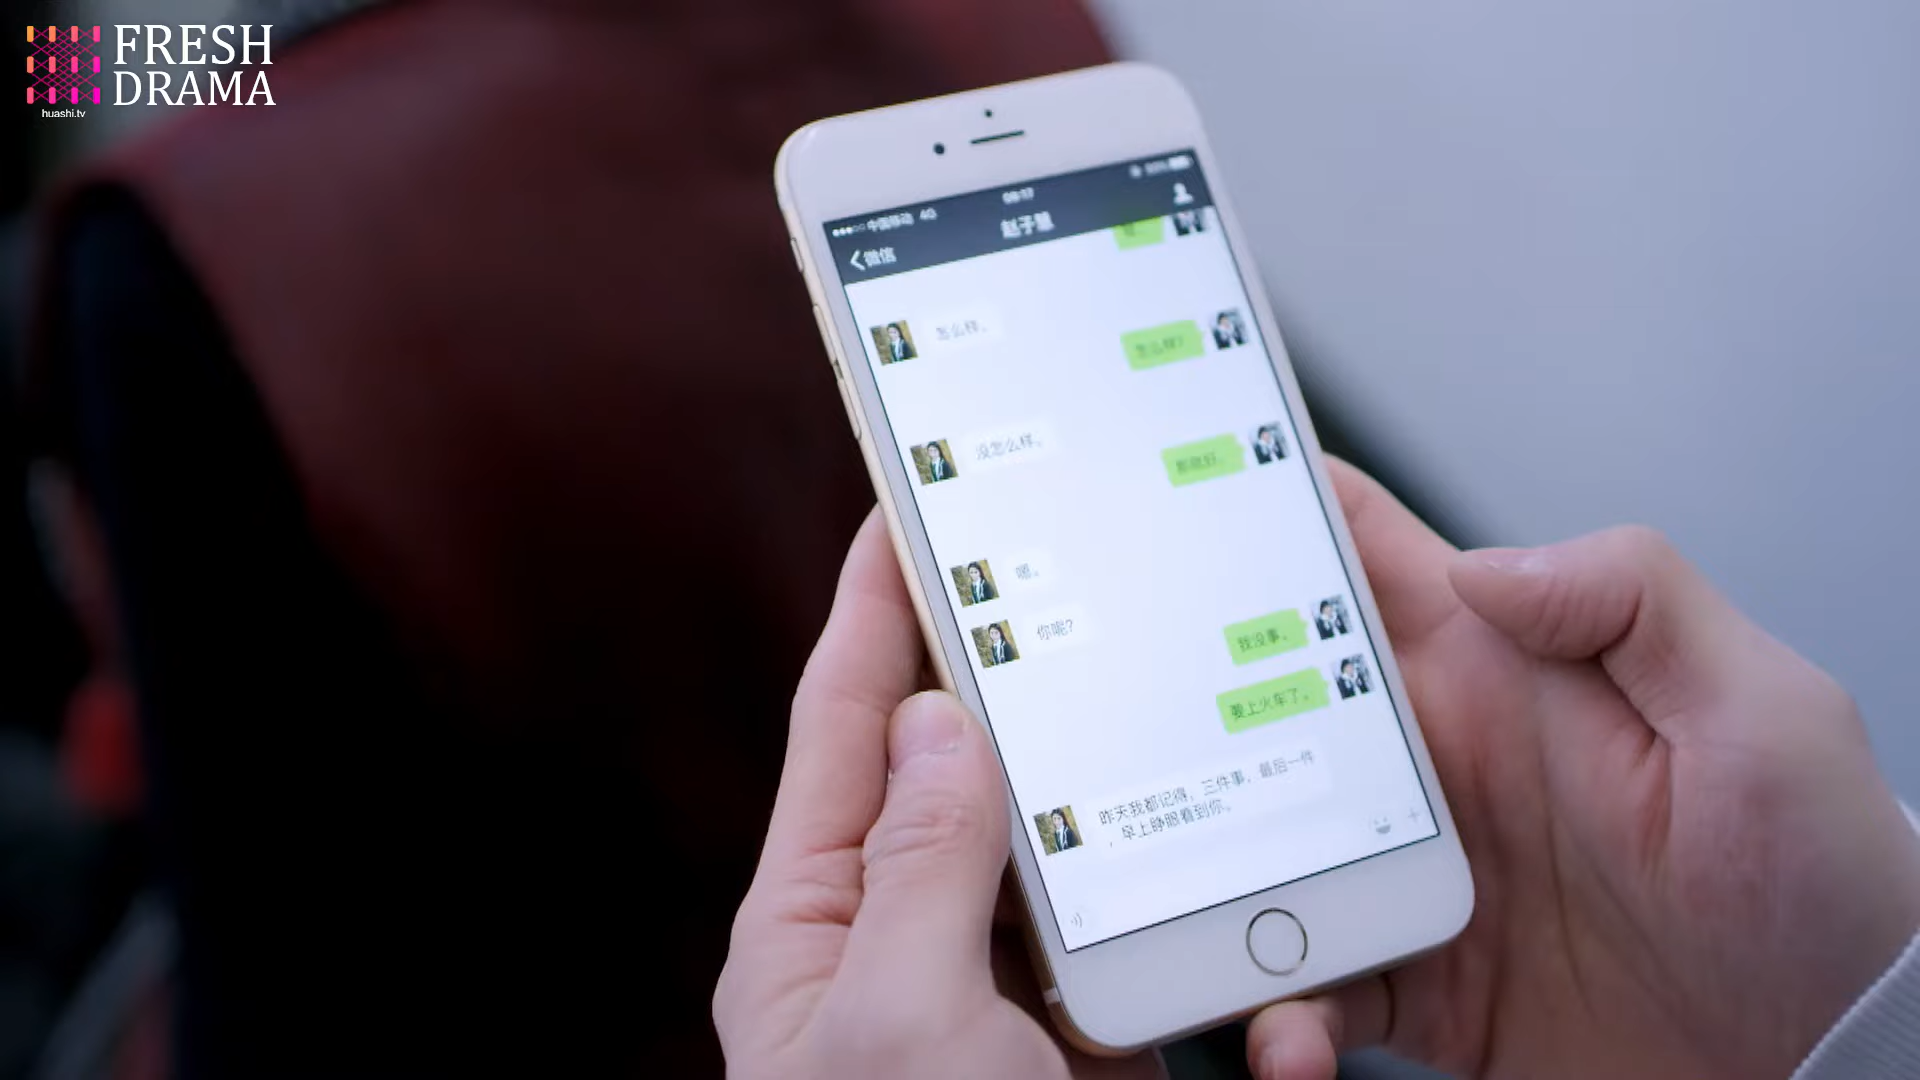 FRESH
DRAMA
huashi.tv
中国移动 4G
09:17
微信
赵子慧
怎么样。
怎么样?
没怎么样。
那就好。
嗯。
你呢?
我没事。
要上火车了。
昨天我都记得，三件事，最后一件
，早上睁眼看到你。